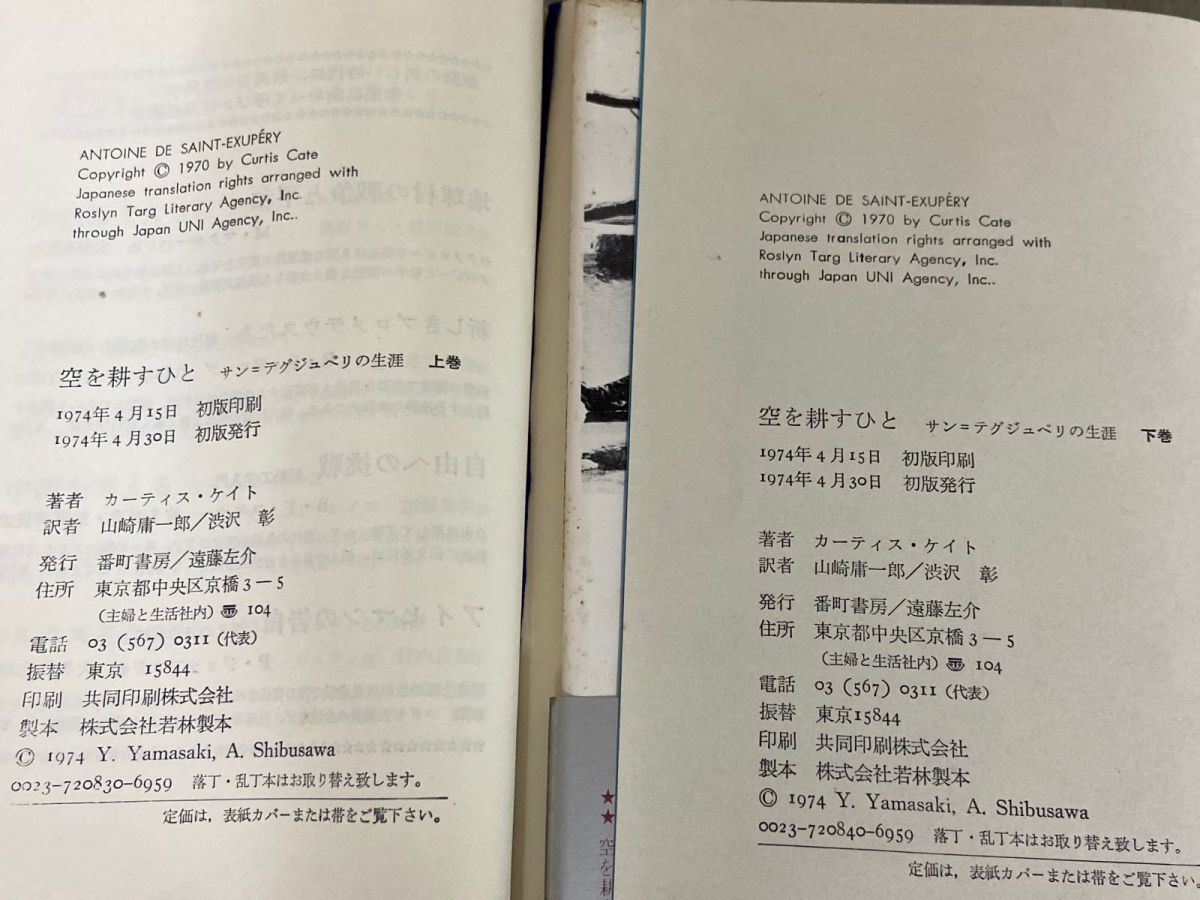 ANTOINE DE SAINT-EXUPÉRY
Copyright © 1970 by Curtis Cate
Japanese translation rights arranged with
Roslyn Targ Literary Agency, Inc.
through Japan UNI Agency, Inc..
空を耕すひと サン=テグジュペリの生涯 上巻
1974年4月15日 初版印刷
1974年4月30日 初版発行
著者 カーティス・ケイト
訳者 山崎庸一郎/渋沢 彰
発行 番町書房/遠藤左介
住所 東京都中央区京橋3-5
(主婦と生活社内) 〠 104
電話 03 (567) 0311 (代表)
振替 東京 15844
印刷 共同印刷株式会社
製本 株式会社若林製本
© 1974 Y. Yamasaki, A. Shibusawa
0023-720830-6959 落丁・乱丁本はお取り替え致します。
定価は,表紙カバーまたは帯をご覧下さい。
★
★ 空を耕
ANTOINE DE SAINT-EXUPÉRY
Copyright © 1970 by Curtis Cate
Japanese translation rights arranged with
Roslyn Targ Literary Agency, Inc.
through Japan UNI Agency, Inc..
空を耕すひと サン=テグジュペリの生涯 下巻
1974年4月15日 初版印刷
1974年4月30日 初版発行
著者 カーティス・ケイト
訳者 山崎庸一郎/渋沢 彰
発行 番町書房/遠藤左介
住所 東京都中央区京橋3-5
(主婦と生活社内) 〠 104
電話 03 (567) 0311 (代表)
振替 東京15844
印刷 共同印刷株式会社
製本 株式会社若林製本
© 1974 Y. Yamasaki, A. Shibusawa
0023-720840-6959 落丁・乱丁本はお取り替え致します。
定価は,表紙カバーまたは帯をご覧下さい。